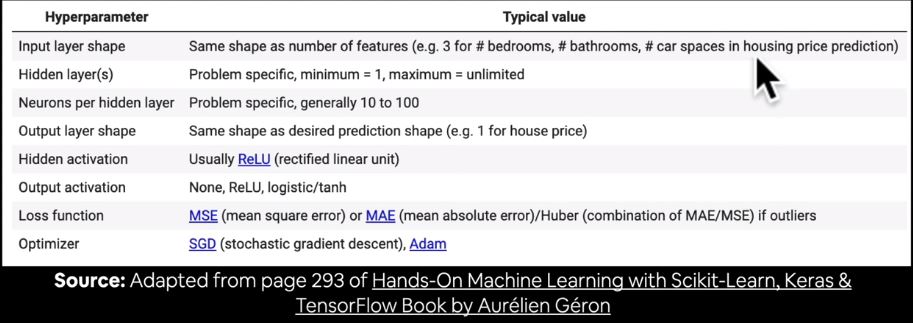 Hyperparameter Typical value
Input layer shape Same shape as number of features (e.g. 3 for # bedrooms, # bathrooms, # car spaces in housing price prediction)
Hidden layer(s) Problem specific, minimum = 1, maximum = unlimited
Neurons per hidden layer Problem specific, generally 10 to 100
Output layer shape Same shape as desired prediction shape (e.g. 1 for house price)
Hidden activation Usually ReLU (rectified linear unit)
Output activation None, ReLU, logistic/tanh
Loss function MSE (mean square error) or MAE (mean absolute error)/Huber (combination of MAE/MSE) if outliers
Optimizer SGD (stochastic gradient descent), Adam
Source: Adapted from page 293 of Hands-On Machine Learning with Scikit-Learn, Keras &
TensorFlow Book by Aurélien Géron